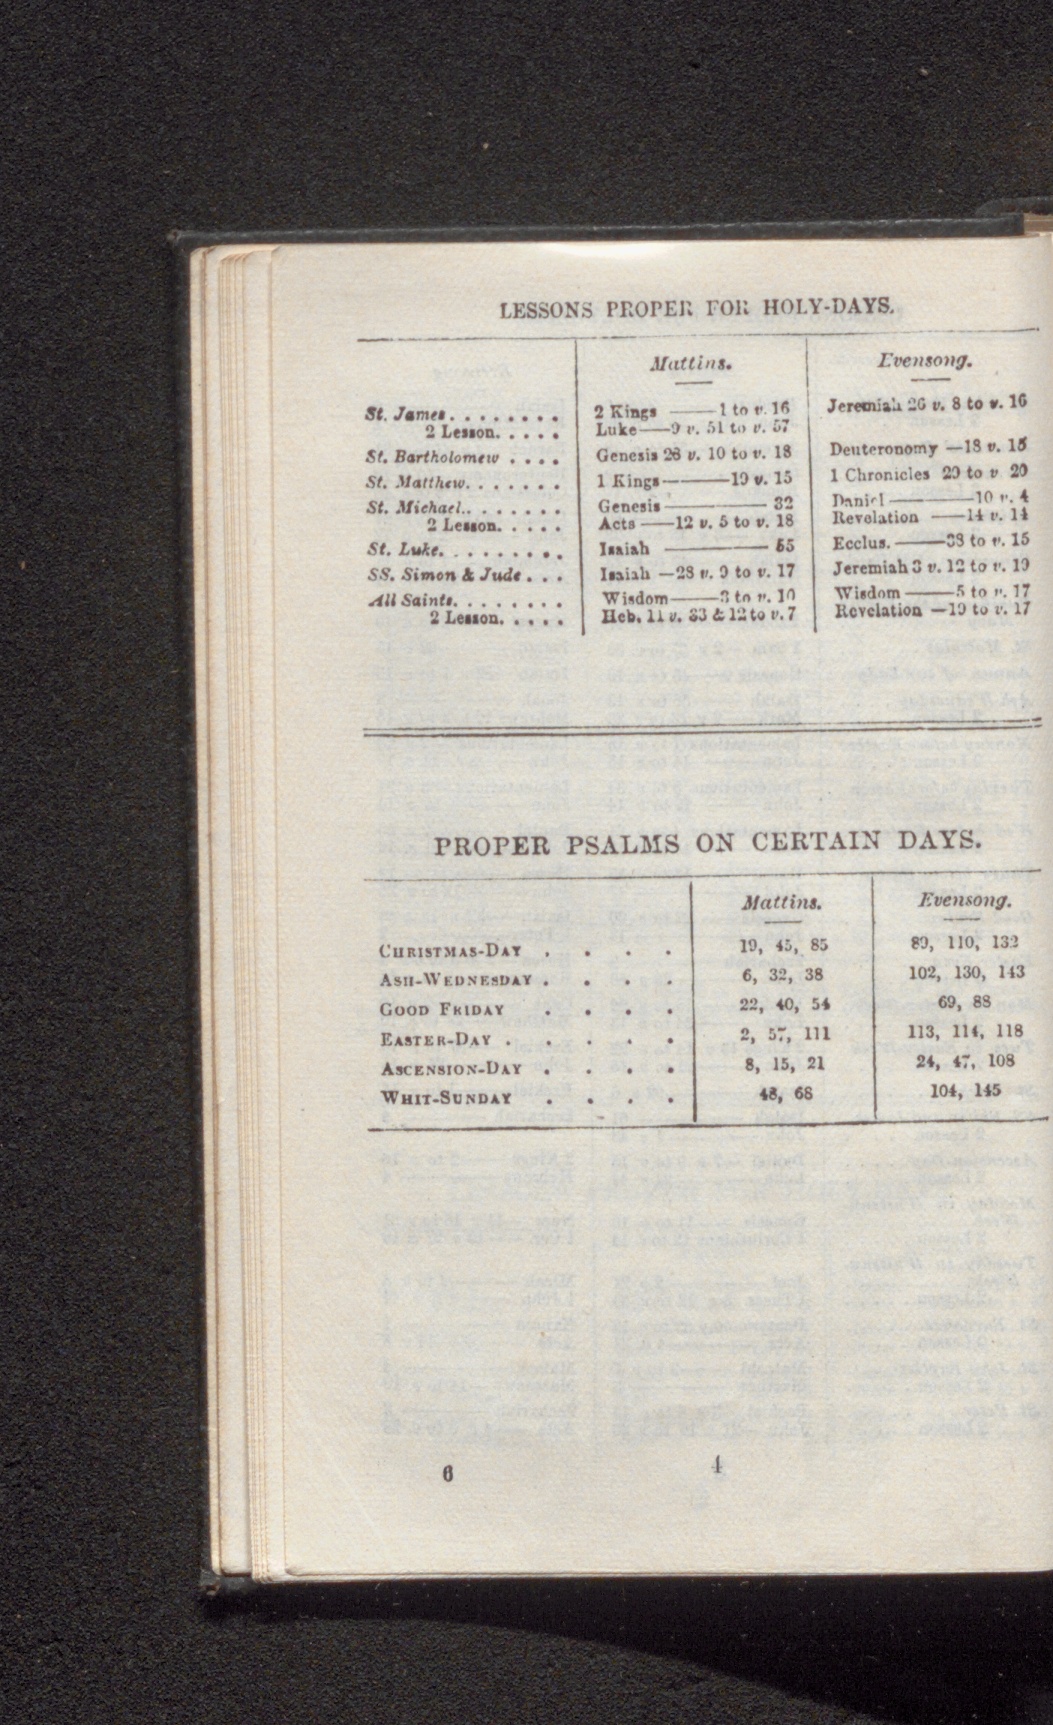 LESSONS PROPER FOR HOLY-DAYS.
Mattins. Evensong.
St. James. . . . . . . . 2 Kings ——1 to v. 16 Jeremiah 26 v. 8 to v. 16
2 Lesson. . . . . Luke——9 v. 51 to v. 57
St. Bartholomew . . . . Genesis 28 v. 10 to v. 18 Deuteronomy —18 v. 15
St. Matthew. . . . . . . 1 Kings———19 v. 15 1 Chronicles 29 to v 20
St. Michael.. . . . . . . Genesis————— 32 Daniel————10 v. 4
2 Lesson. . . . . Acts ——12 v. 5 to v. 18 Revelation ——14 v. 14
St. Luke. . . . . . . . . Isaiah ————— 55 Ecclus. ———38 to v. 15
SS. Simon & Jude . . . Isaiah —28 v. 9 to v. 17 Jeremiah 3 v. 12 to v. 19
All Saints. . . . . . . . Wisdom———3 to v. 10 Wisdom———5 to v. 17
2 Lesson. . . . . Heb. 11 v. 33 & 12 to v. 7 Revelation —19 to v. 17
PROPER PSALMS ON CERTAIN DAYS.
Mattins. Evensong.
CHRISTMAS-DAY . . . . 19, 45, 85 89, 110, 132
ASH-WEDNESDAY . . . . 6, 32, 38 102, 130, 143
GOOD FRIDAY . . . . 22, 40, 54 69, 88
EASTER-DAY . . . . . 2, 57, 111 113, 114, 118
ASCENSION-DAY . . . . 8, 15, 21 24, 47, 108
WHIT-SUNDAY . . . . 48, 68 104, 145
6 4